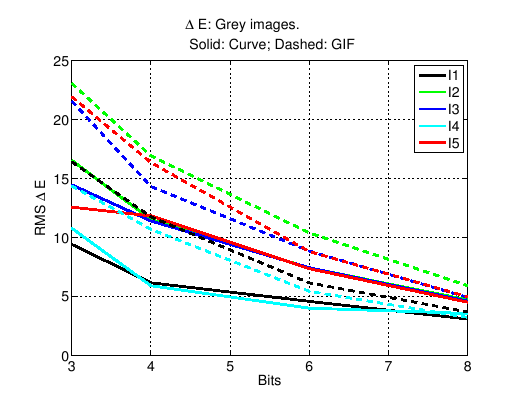 Δ E: Grey images.
Solid: Curve; Dashed: GIF
25
20
15
10
5
0
RMS Δ E
3 4 5 6 7 8
Bits
I1
I2
I3
I4
I5